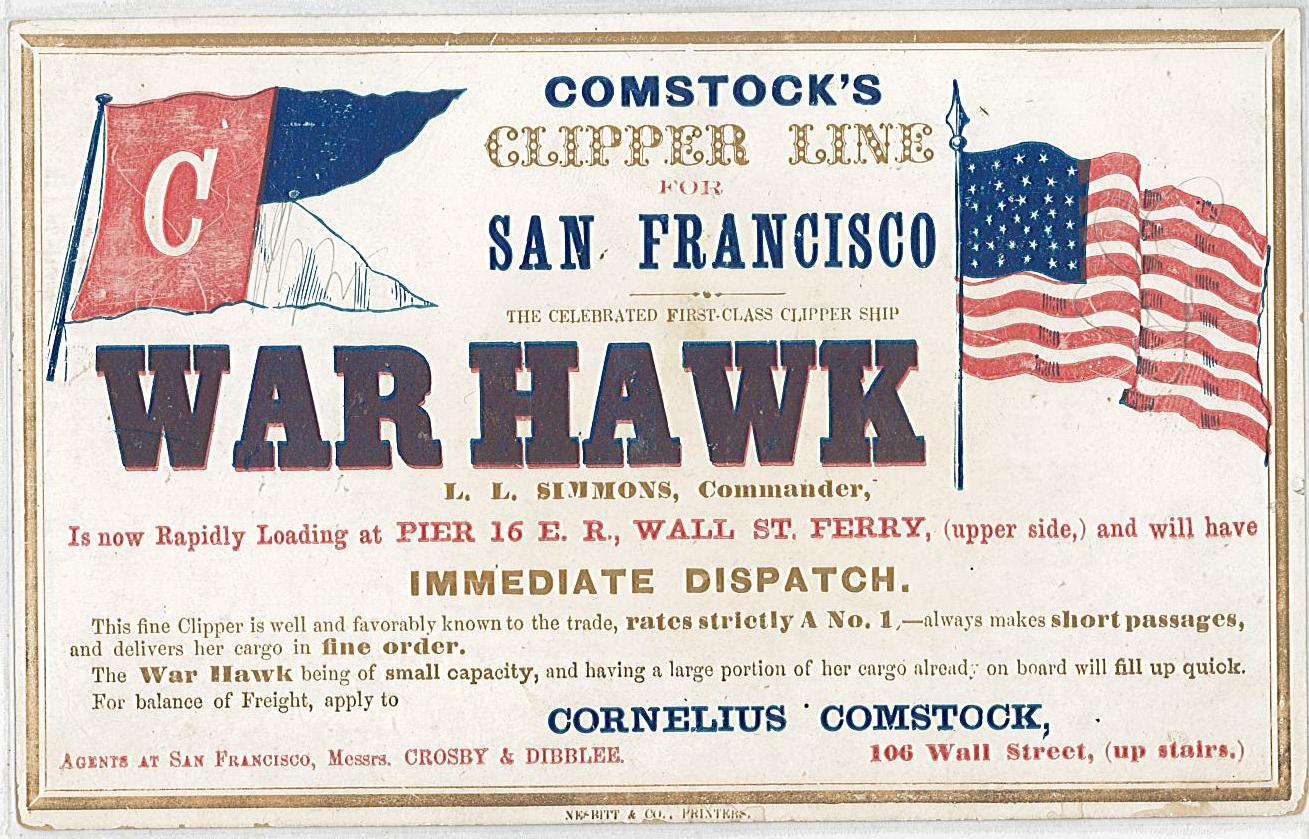 C
COMSTOCK'S
CLIPPER LINE
FOR
SAN FRANCISCO
THE CELEBRATED FIRST-CLASS CLIPPER SHIP
WAR HAWK
L. L. SIMMONS, Commander,
Is now Rapidly Loading at PIER 16 E. R., WALL ST. FERRY, (upper side,) and will have
IMMEDIATE DISPATCH.
This fine Clipper is well and favorably known to the trade, rates strictly A No. 1,—always makes short passages,
and delivers her cargo in fine order.
The War Hawk being of small capacity, and having a large portion of her cargo already on board will fill up quick.
For balance of Freight, apply to
CORNELIUS COMSTOCK,
AGENTS AT SAN FRANCISCO, Messrs. CROSBY & DIBBLEE.
106 Wall Street, (up stairs.)
NESBITT & CO., PRINTERS.